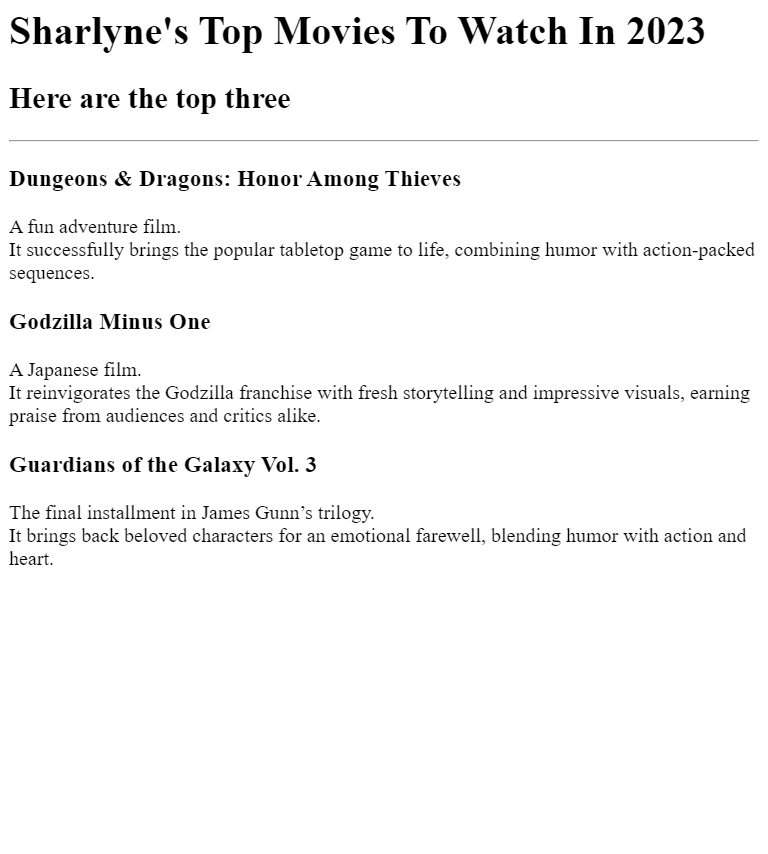 Sharlyne's Top Movies To Watch In 2023
Here are the top three
Dungeons & Dragons: Honor Among Thieves
A fun adventure film.
It successfully brings the popular tabletop game to life, combining humor with action-packed
sequences.
Godzilla Minus One
A Japanese film.
It reinvigorates the Godzilla franchise with fresh storytelling and impressive visuals, earning
praise from audiences and critics alike.
Guardians of the Galaxy Vol. 3
The final installment in James Gunn’s trilogy.
It brings back beloved characters for an emotional farewell, blending humor with action and
heart.